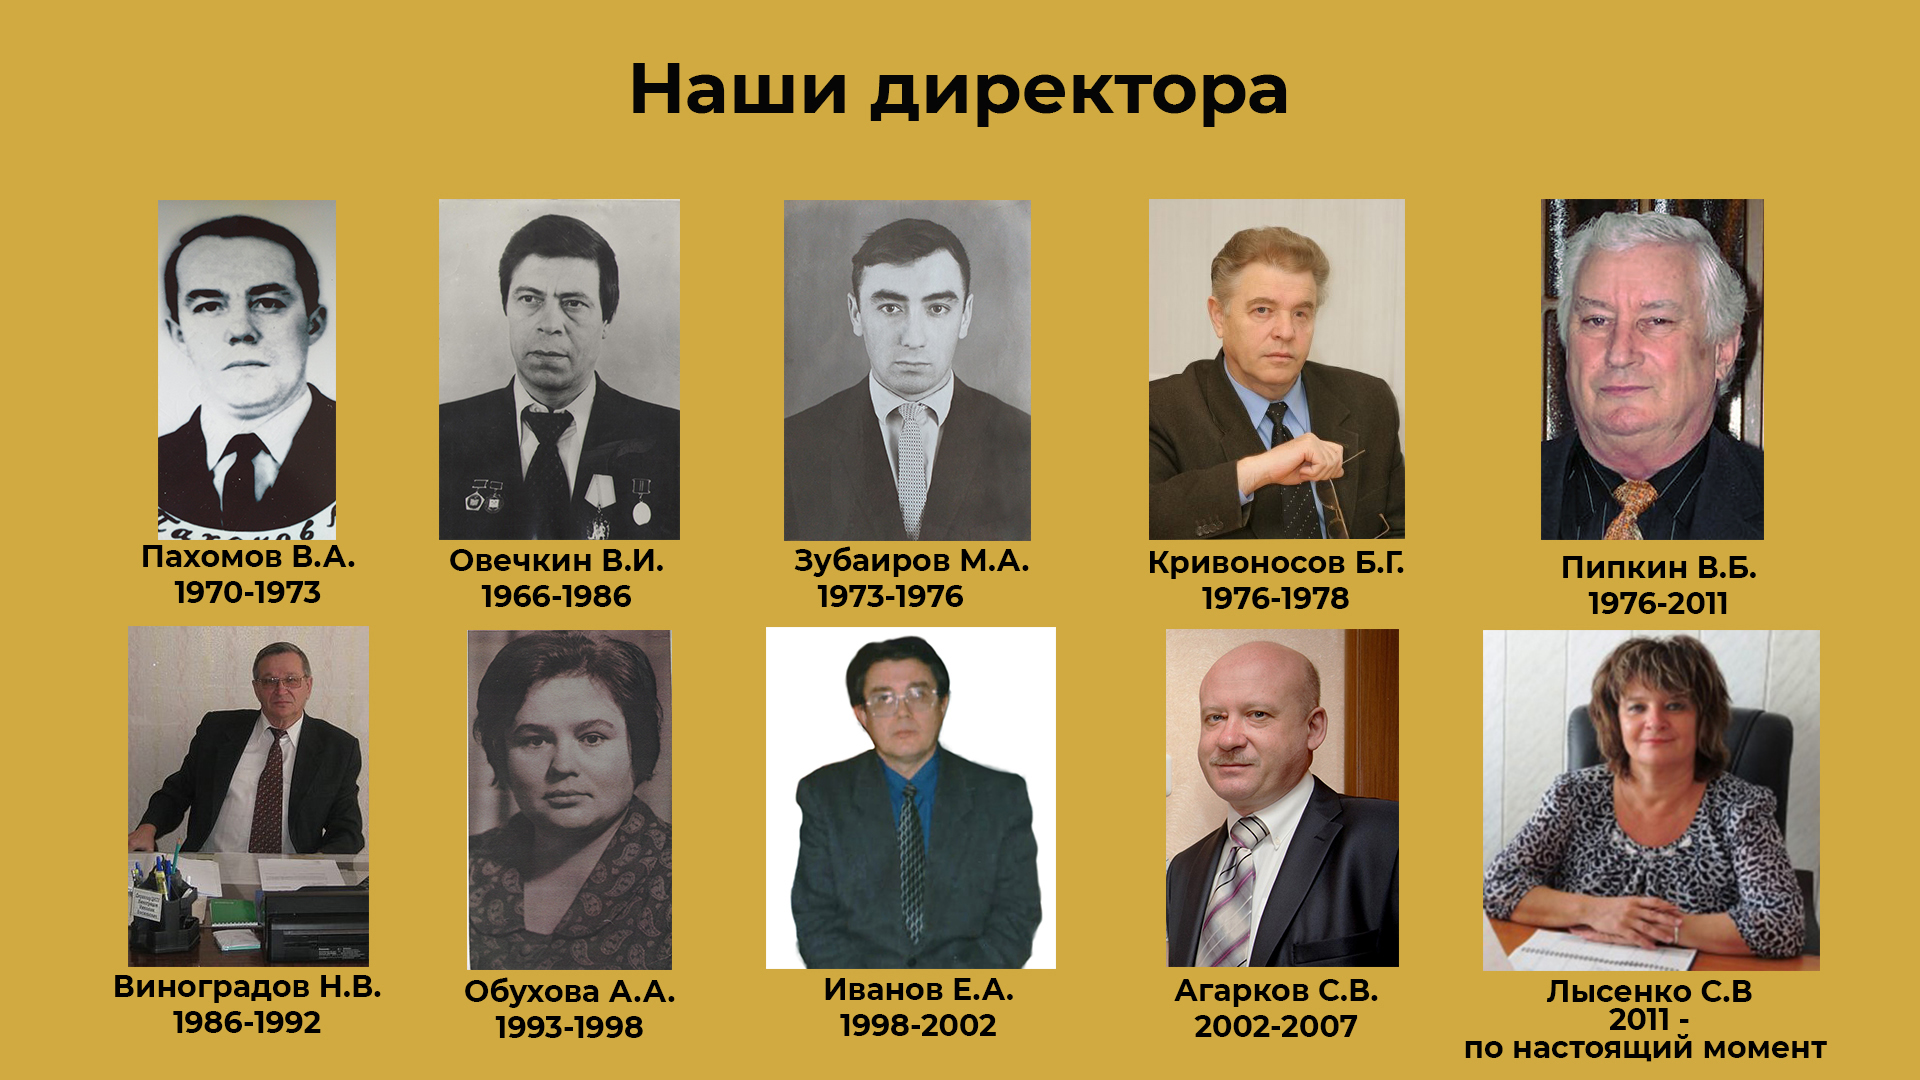 Наши директора
Пахомов В.А.
1970-1973
Овечкин В.И.
1966-1986
Зубаиров М.А.
1973-1976
Кривоносов Б.Г.
1976-1978
Пипкин В.Б.
1976-2011
Виноградов Н.В.
1986-1992
Обухова А.А.
1993-1998
Иванов Е.А.
1998-2002
Агарков С.В.
2002-2007
Лысенко С.В
2011 -
по настоящий момент